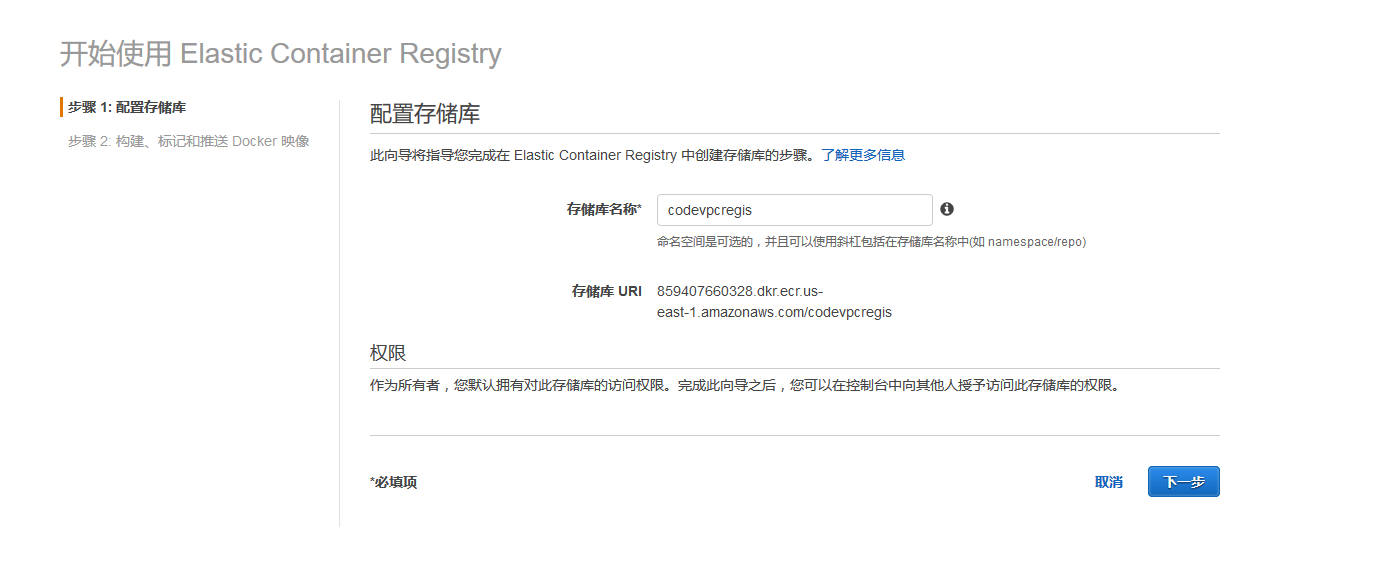 开始使用 Elastic Container Registry
步骤 1: 配置存储库
步骤 2: 构建、标记和推送 Docker 映像
配置存储库
此向导将指导您完成在 Elastic Container Registry 中创建存储库的步骤。了解更多信息
存储库名称* codevpcregis
命名空间是可选的，并且可以使用斜杠包括在存储库名称中(如 namespace/repo)
存储库 URI 859407660328.dkr.ecr.us-
east-1.amazonaws.com/codevpcregis
权限
作为所有者，您默认拥有对此存储库的访问权限。完成此向导之后，您可以在控制台中向其他人授予访问此存储库的权限。
*必填项 取消 下一步